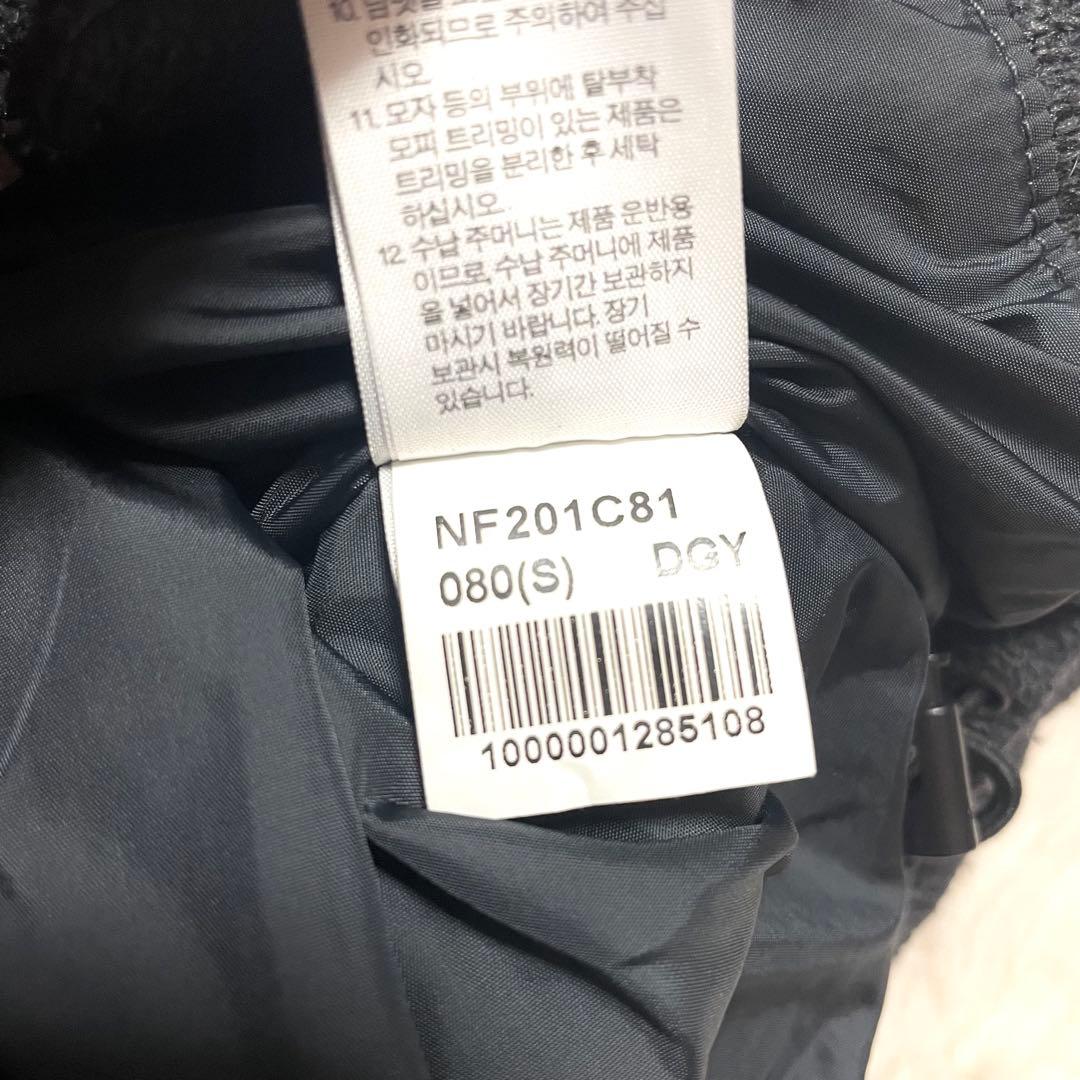 인화되므로 주의하여 수십
시오.
11. 모자 등의 부위에 탈부착
모피 트리밍이 있는 제품은
트리밍을 분리한 후 세탁
하십시오.
12. 수납 주머니는 제품 운반용
이므로, 수납 주머니에 제품
을 넣어서 장기간 보관하지
마시기 바랍니다. 장기
보관시 복원력이 떨어질 수
있습니다.
NF201C81
080(S) DGY
1000001285108